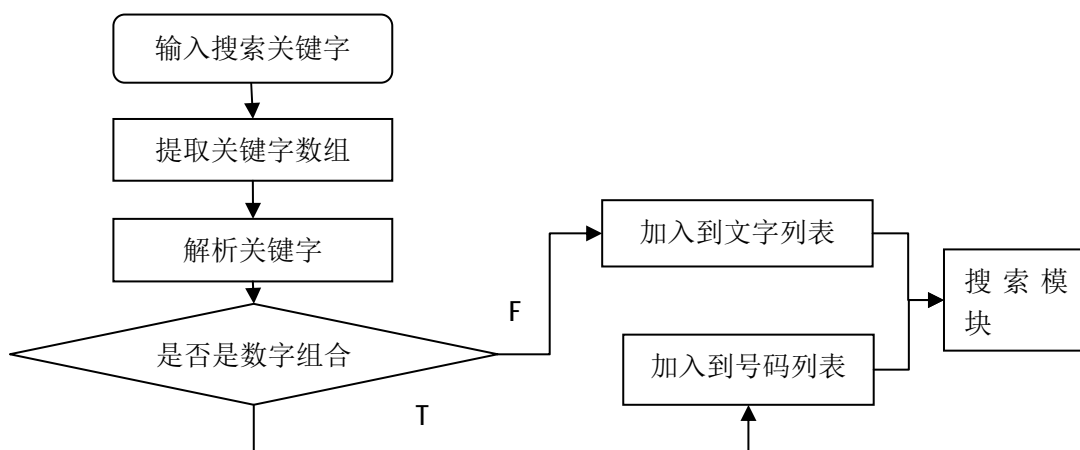 输入搜索关键字
提取关键字数组
解析关键字
是否是数字组合
F
T
加入到文字列表
加入到号码列表
搜索模
块